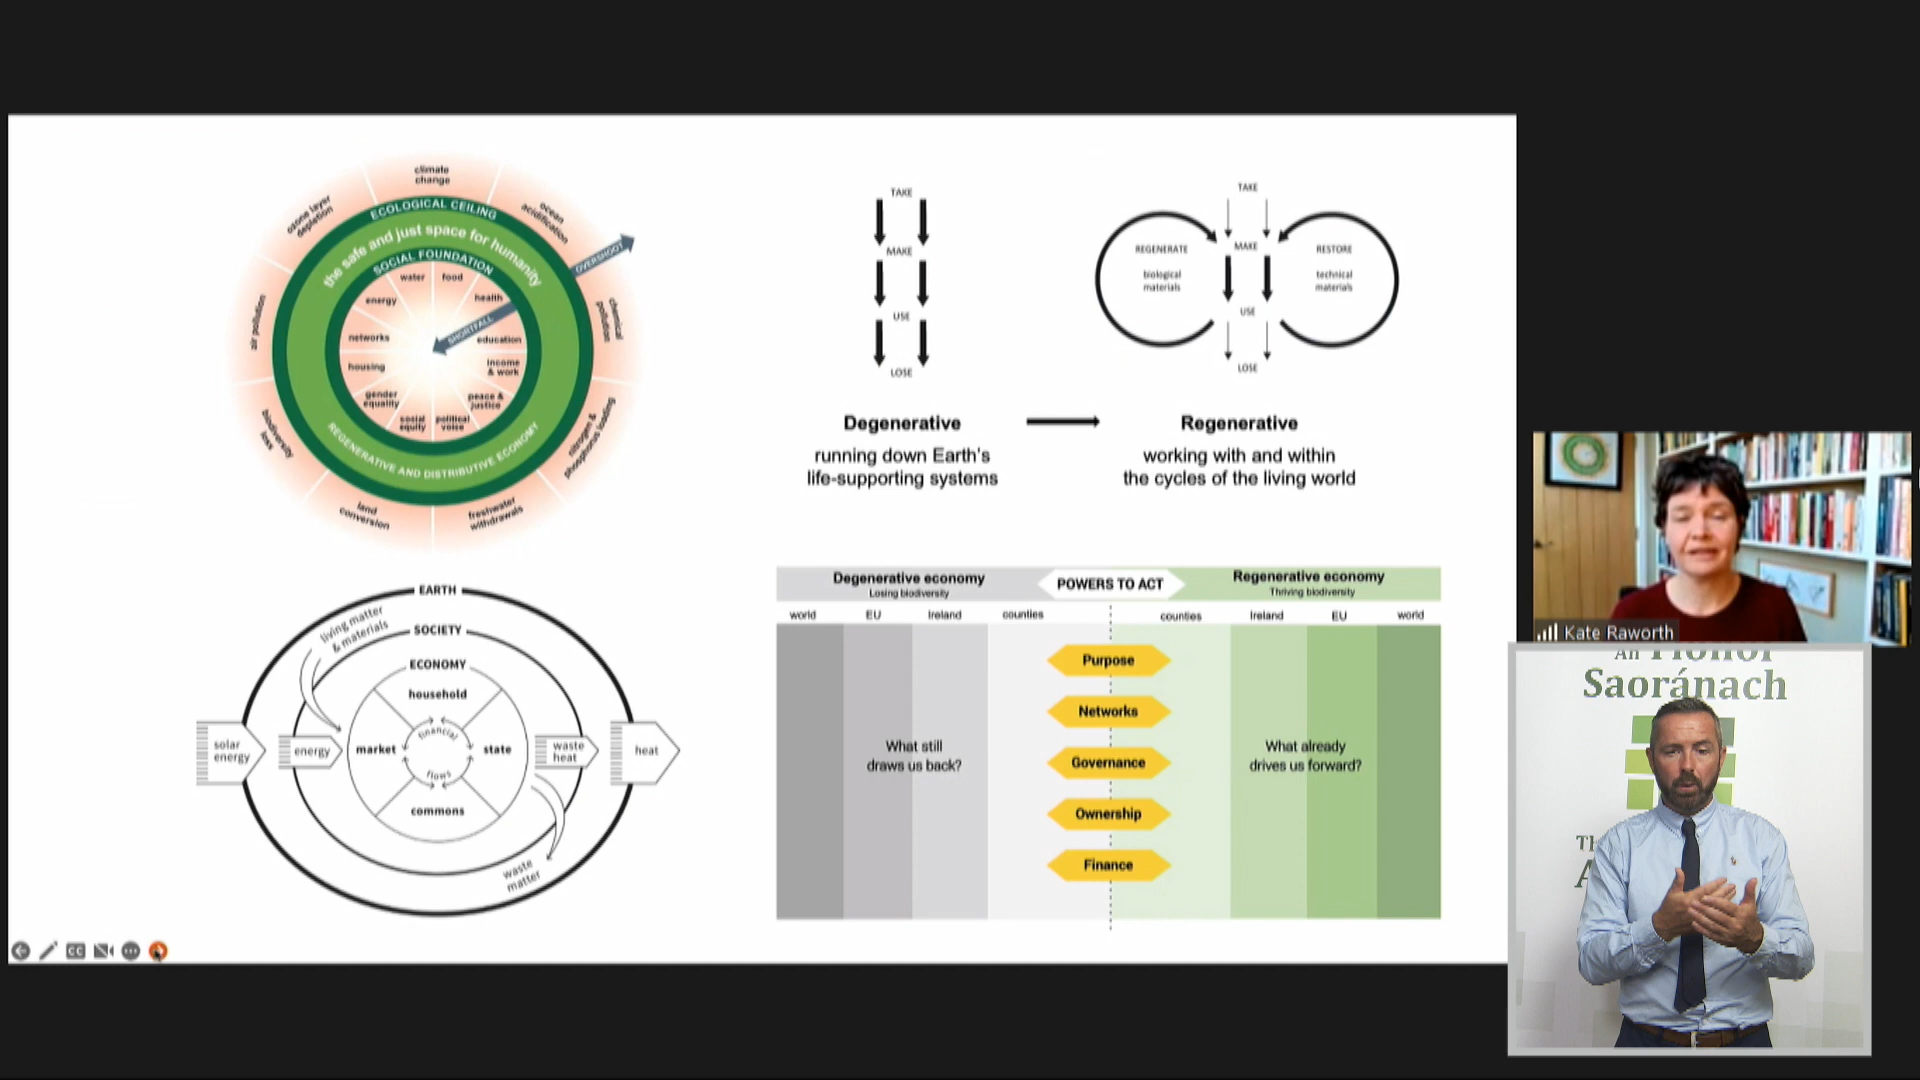 climate
change
ozone layer
depletion
ocean
acidification
ECOLOGICAL CEILING
the safe and just space for humanity
SOCIAL FOUNDATION
OVERSHOOT
water
food
energy
health
SHORTFALL
air pollution
chemical
pollution
networks
education
housing
income
& work
gender
equality
peace &
justice
social
equity
political
voice
biodiversity
loss
nitrogen &
phosphorus loading
REGENERATIVE AND DISTRIBUTIVE ECONOMY
land
conversion
freshwater
withdrawals
TAKE
MAKE
USE
LOSE
TAKE
REGENERATE
MAKE
RESTORE
biological
materials
technical
materials
USE
LOSE
Degenerative
Regenerative
running down Earth's
life-supporting systems
working with and within
the cycles of the living world
EARTH
living matter
& materials
SOCIETY
ECONOMY
household
financial
flows
market
state
commons
solar
energy
energy
waste
heat
heat
waste
matter
Degenerative economy
Losing biodiversity
POWERS TO ACT
Regenerative economy
Thriving biodiversity
world EU Ireland counties counties Ireland EU world
Purpose
Networks
What still
draws us back?
Governance
What already
drives us forward?
Ownership
Finance
CC
Kate Raworth
An Tionól
Saoránach
Th
A